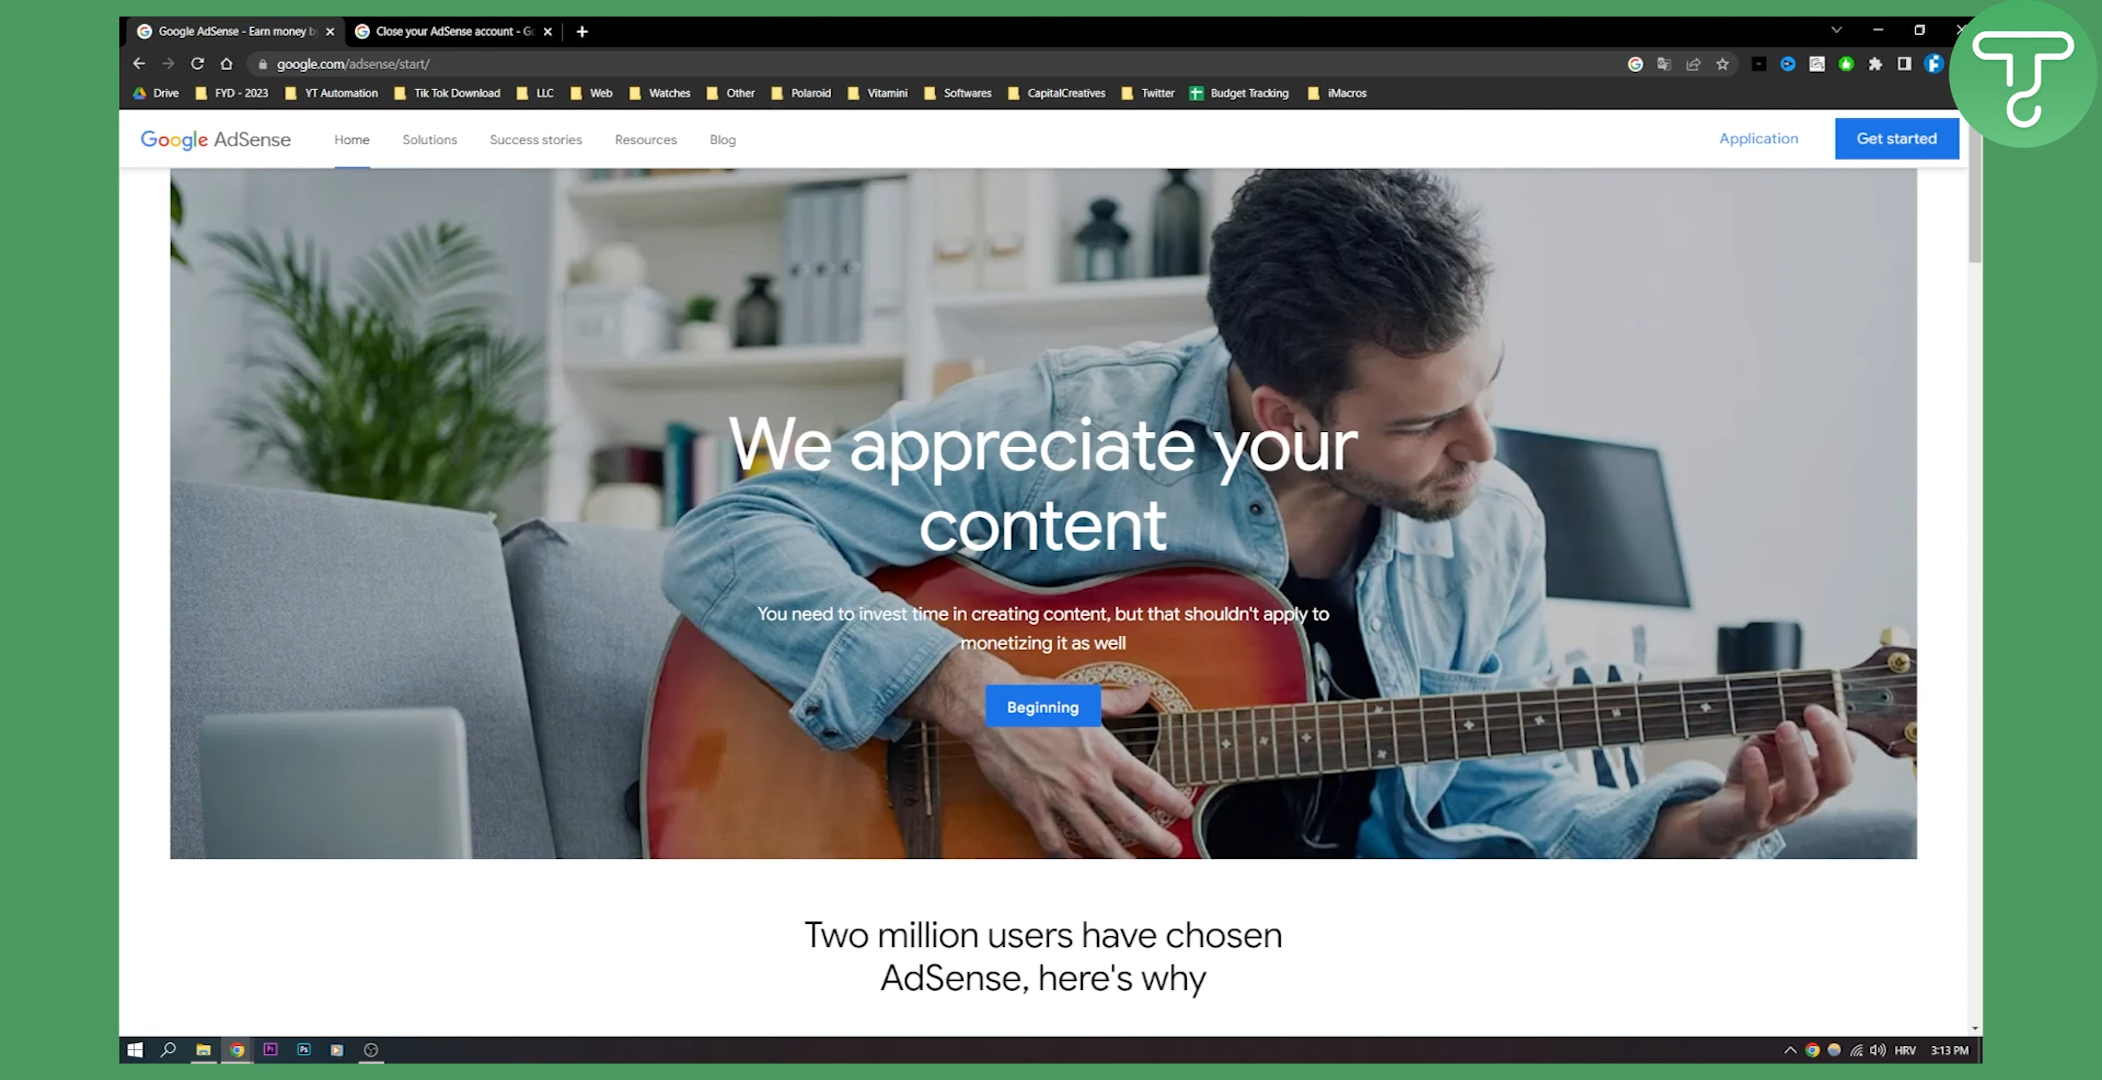 Google AdSense - Earn money b
Close your AdSense account - Go
google.com/adsense/start/
Drive FYD - 2023 YT Automation Tik Tok Download LLC Web Watches Other Polaroid Vitamini Softwares CapitalCreatives Twitter Budget Tracking iMacros
Google AdSense Home Solutions Success stories Resources Blog Application Get started
We appreciate your
content
You need to invest time in creating content, but that shouldn't apply to
monetizing it as well
Beginning
Two million users have chosen
AdSense, here's why
Pr Ps HRV 3:13 PM